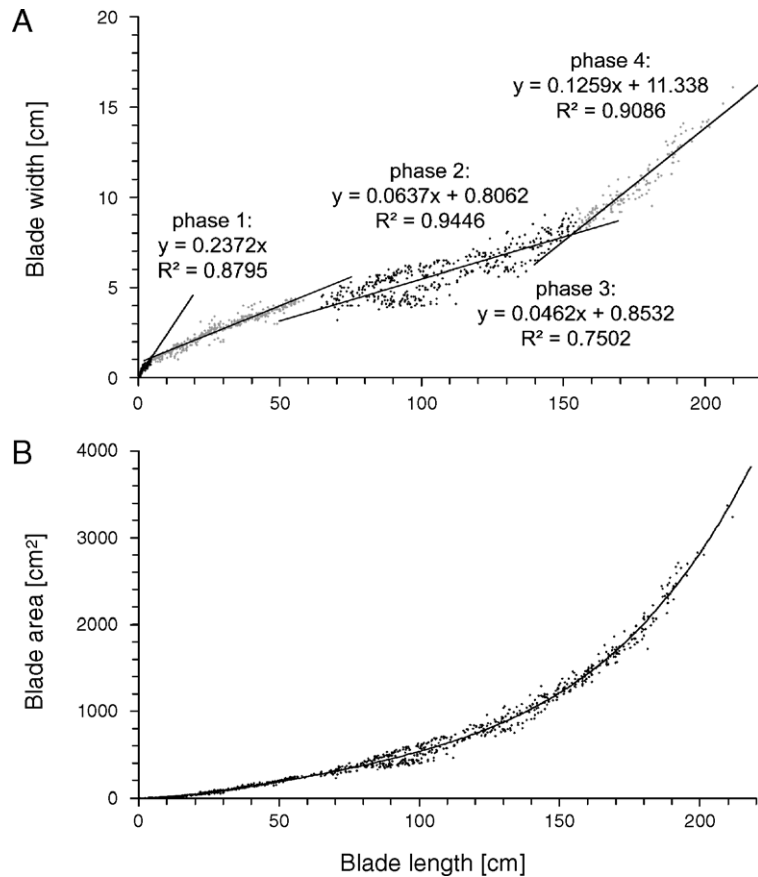 A
20
15
10
5
0
Blade width [cm]
phase 1:
y = 0.2372x
R² = 0.8795
phase 2:
y = 0.0637x + 0.8062
R² = 0.9446
phase 4:
y = 0.1259x + 11.338
R² = 0.9086
phase 3:
y = 0.0462x + 0.8532
R² = 0.7502
0 50 100 150 200
B
4000
3000
2000
1000
0
Blade area [cm²]
0 50 100 150 200
Blade length [cm]